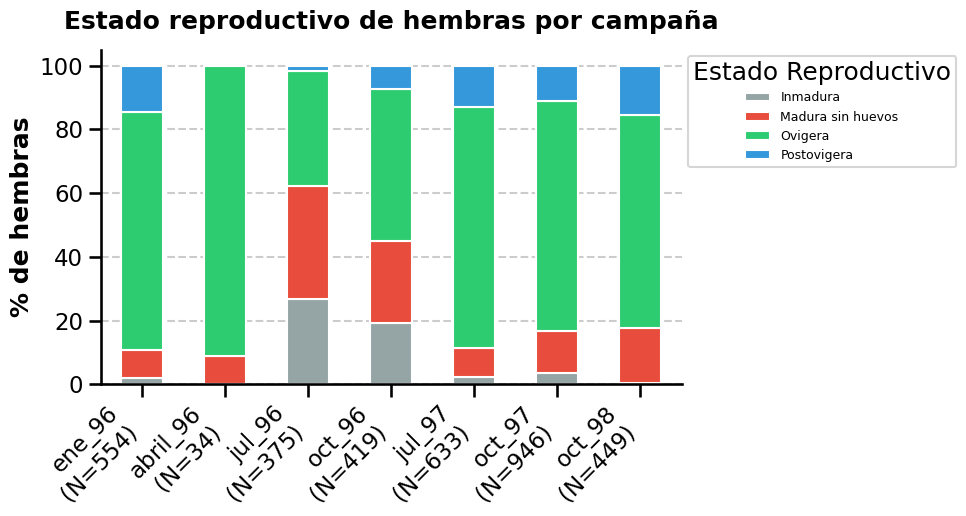 Estado reproductivo de hembras por campaña
% de hembras
100
80
60
40
20
0
ene_96
(N=554)
abril_96
(N=34)
jul_96
(N=375)
oct_96
(N=419)
jul_97
(N=633)
oct_97
(N=946)
oct_98
(N=449)
Estado Reproductivo
Inmadura
Madura sin huevos
Ovigera
Postovigera